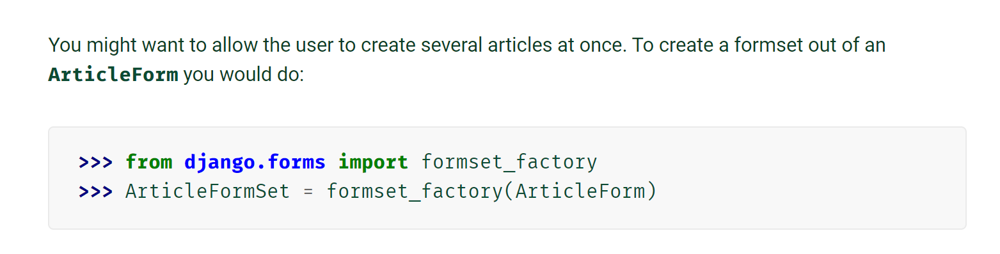 You might want to allow the user to create several articles at once. To create a formset out of an
ArticleForm you would do:
>>> from django.forms import formset_factory
>>> ArticleFormSet = formset_factory(ArticleForm)